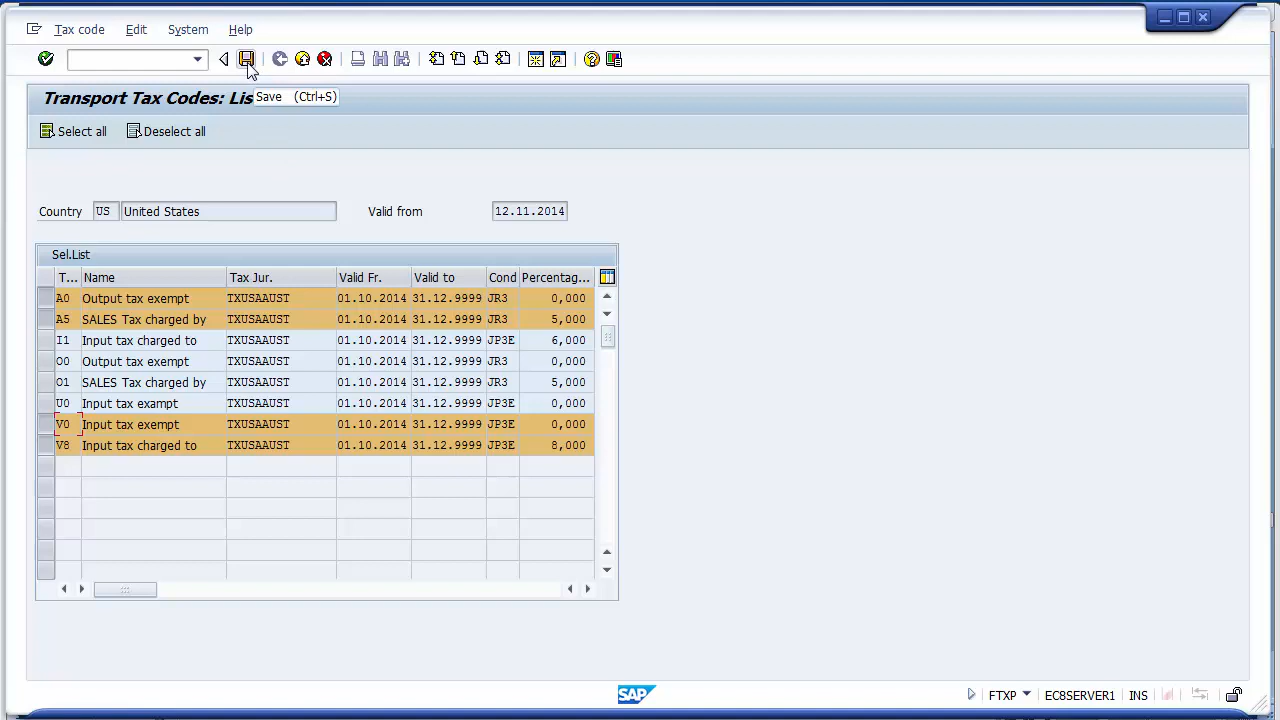 Tax code Edit System Help
Transport Tax Codes: Lis
Save (Ctrl+S)
Select all Deselect all
Country US United States Valid from 12.11.2014
Sel.List
T... Name Tax Jur. Valid Fr. Valid to Cond Percentag...
A0 Output tax exempt TXUSAAUST 01.10.2014 31.12.9999 JR3 0,000
A5 SALES Tax charged by TXUSAAUST 01.10.2014 31.12.9999 JR3 5,000
I1 Input tax charged to TXUSAAUST 01.10.2014 31.12.9999 JP3E 6,000
O0 Output tax exempt TXUSAAUST 01.10.2014 31.12.9999 JR3 0,000
O1 SALES Tax charged by TXUSAAUST 01.10.2014 31.12.9999 JR3 5,000
U0 Input tax exampt TXUSAAUST 01.10.2014 31.12.9999 JP3E 0,000
V0 Input tax exempt TXUSAAUST 01.10.2014 31.12.9999 JP3E 0,000
V8 Input tax charged to TXUSAAUST 01.10.2014 31.12.9999 JP3E 8,000
SAP FTXP ECBSERVER1 INS